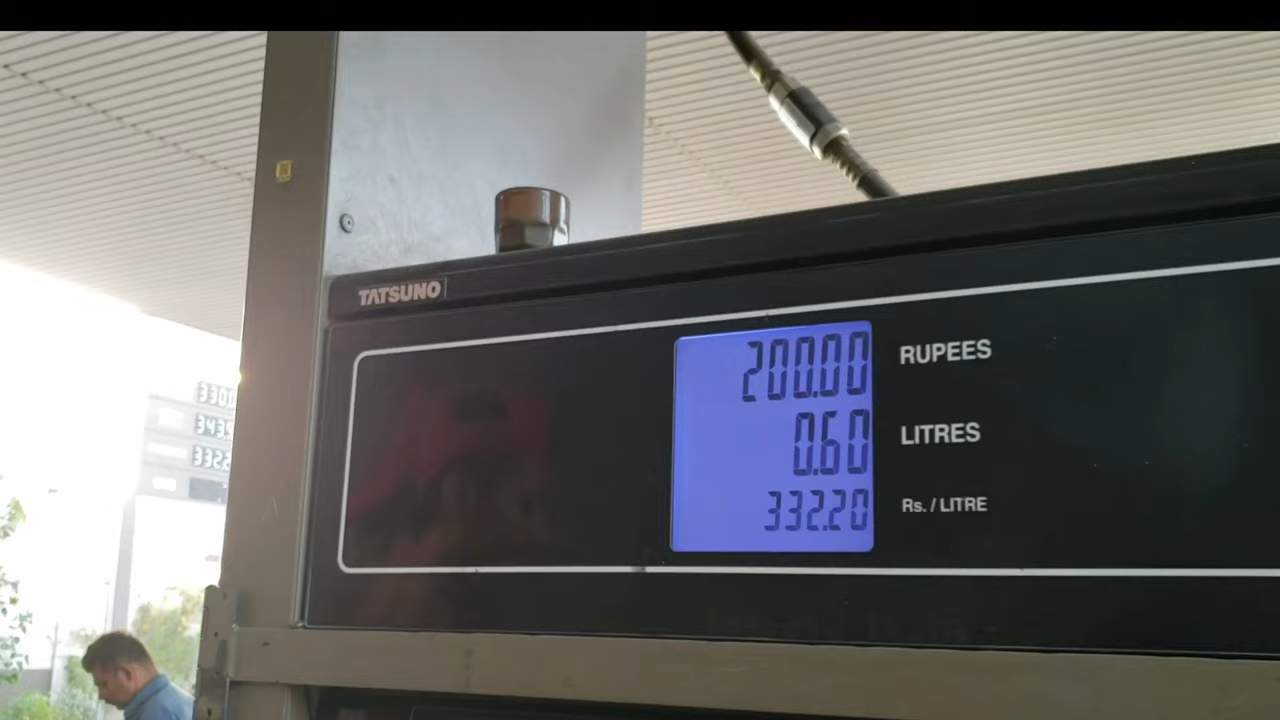 TATSUNO
200.00
RUPEES
0.60
LITRES
332.20
Rs. / LITRE